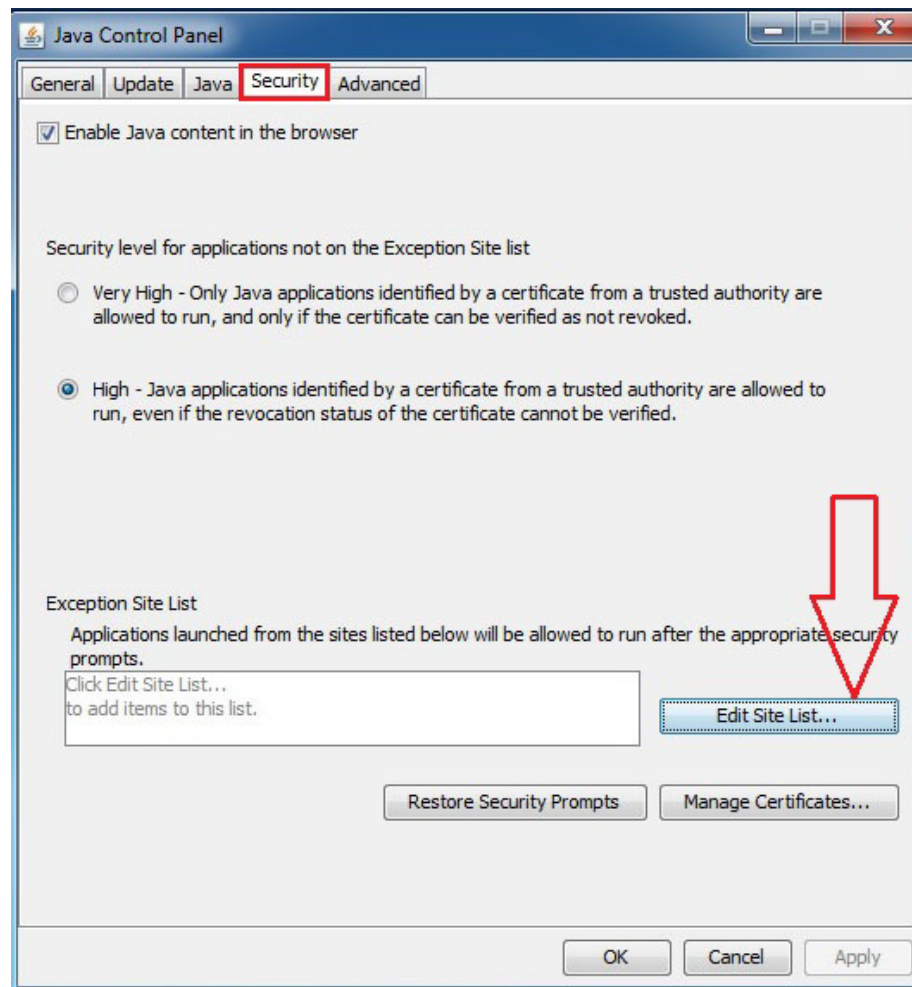 Java Control Panel
General Update Java Security Advanced
Enable Java content in the browser
Security level for applications not on the Exception Site list
Very High - Only Java applications identified by a certificate from a trusted authority are
allowed to run, and only if the certificate can be verified as not revoked.
High - Java applications identified by a certificate from a trusted authority are allowed to
run, even if the revocation status of the certificate cannot be verified.
Exception Site List
Applications launched from the sites listed below will be allowed to run after the appropriate security
prompts.
Click Edit Site List...
to add items to this list.
Edit Site List...
Restore Security Prompts Manage Certificates...
OK Cancel Apply